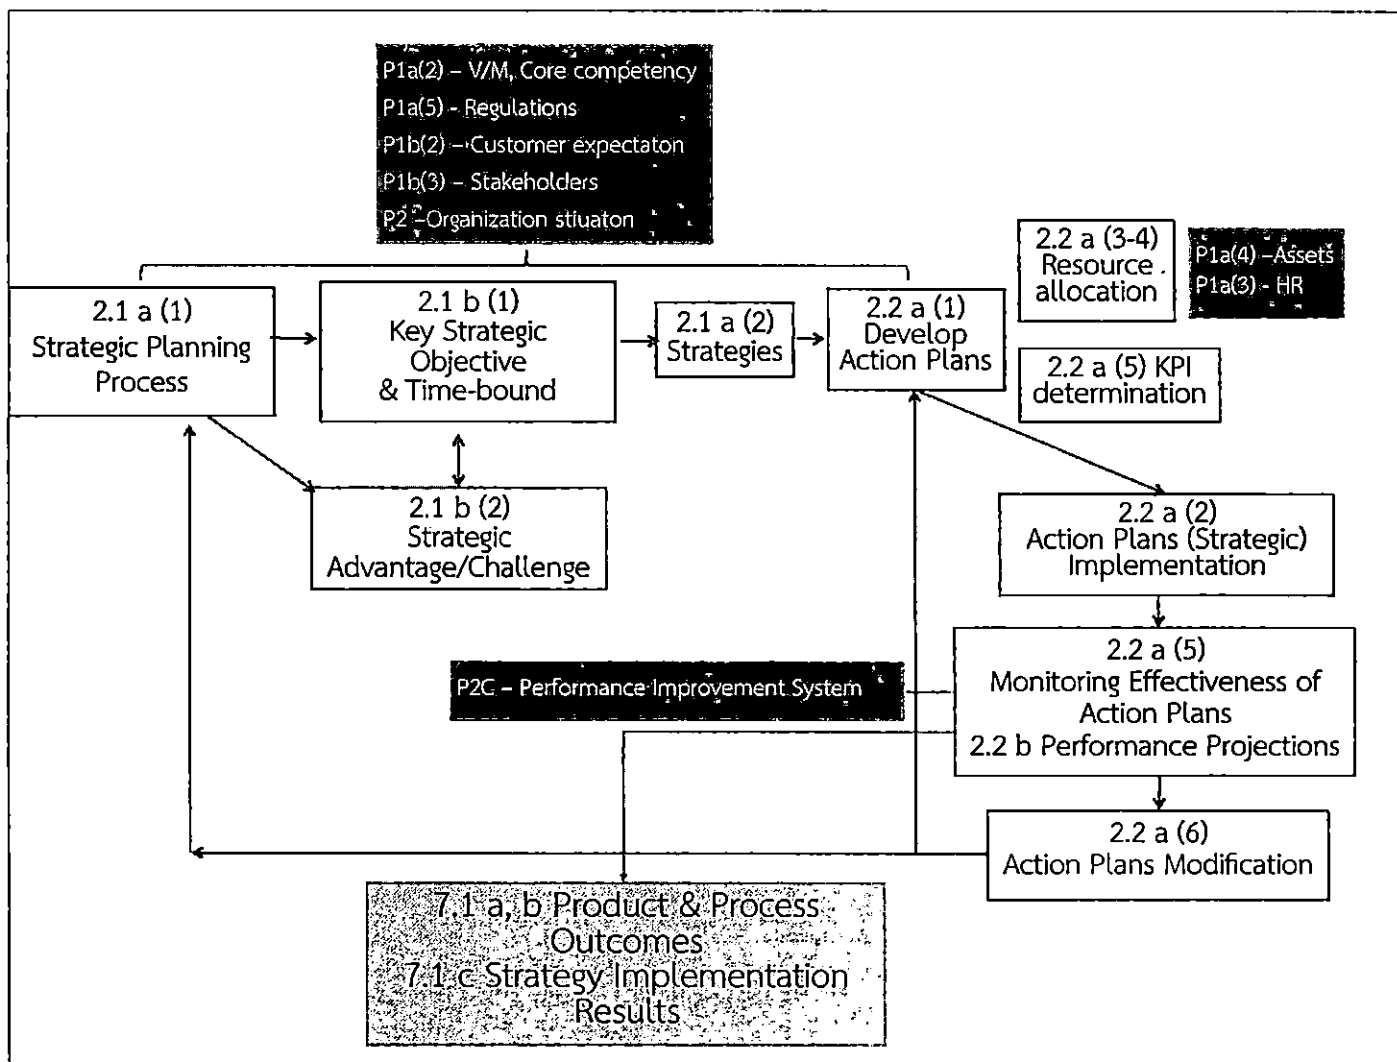 P1a(2) – V/M, Core competency
P1a(5) - Regulations
P1b(2) – Customer expectaton
P1b(3) – Stakeholders
P2 –Organization stiuaton
2.2 a (3-4)
Resource
allocation
P1a(4) –Assets
P1a(3) - HR
2.1 a (1)
Strategic Planning
Process
2.1 b (1)
Key Strategic
Objective
& Time-bound
2.1 a (2)
Strategies
2.2 a (1)
Develop
Action Plans
2.2 a (5) KPI
determination
2.1 b (2)
Strategic
Advantage/Challenge
2.2 a (2)
Action Plans (Strategic)
Implementation
P2C – Performance Improvement System
2.2 a (5)
Monitoring Effectiveness of
Action Plans
2.2 b Performance Projections
2.2 a (6)
Action Plans Modification
7.1 a, b Product & Process
Outcomes
7.1 c Strategy Implementation
Results